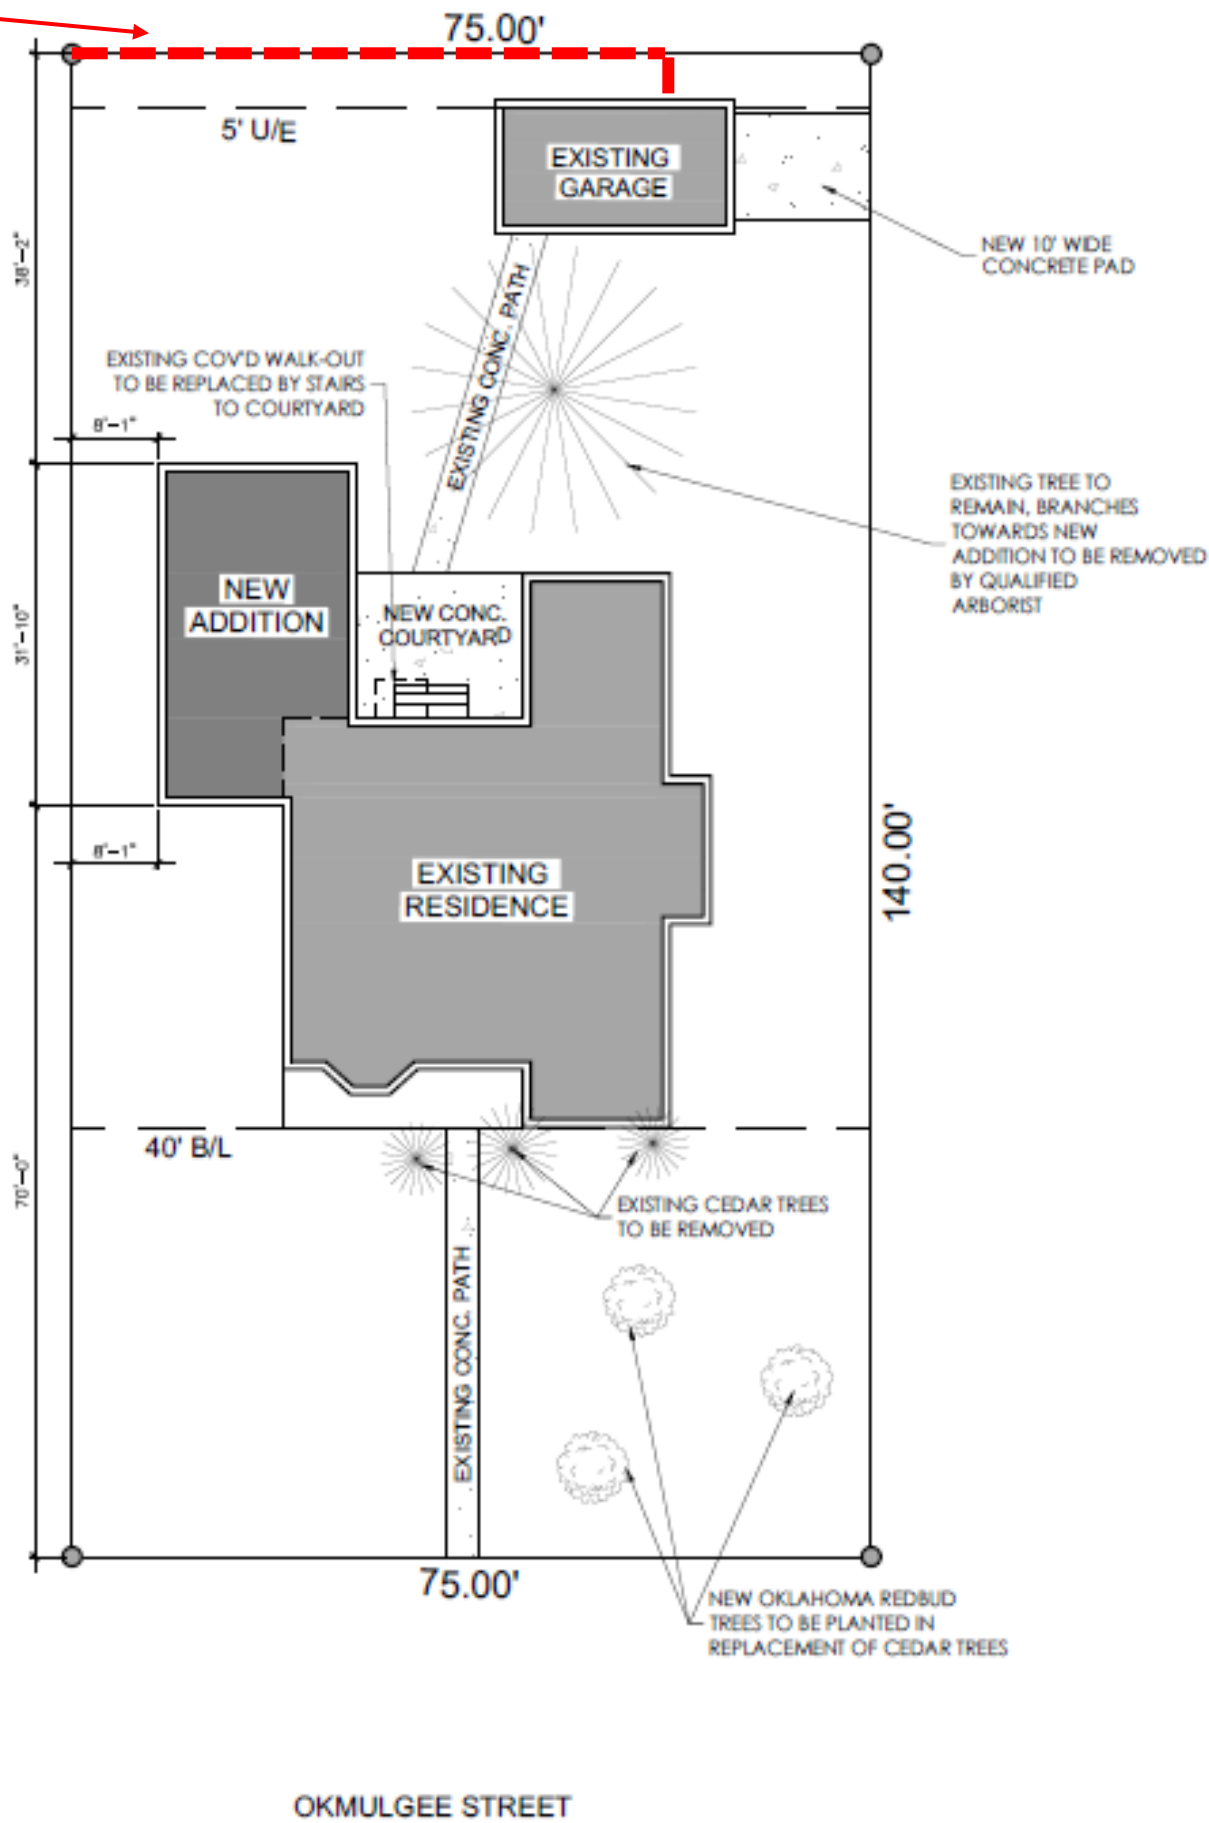 75.00'
5' U/E
EXISTING
GARAGE
NEW 10' WIDE
CONCRETE PAD
38'-2"
EXISTING CONC. PATH
EXISTING COV'D WALK-OUT
TO BE REPLACED BY STAIRS
TO COURTYARD
8'-1"
EXISTING TREE TO
REMAIN, BRANCHES
TOWARDS NEW
ADDITION TO BE REMOVED
BY QUALIFIED
ARBORIST
NEW
ADDITION
NEW CONC.
COURTYARD
31'-10"
8'-1"
EXISTING
RESIDENCE
140.00'
40' B/L
70'-0"
EXISTING CEDAR TREES
TO BE REMOVED
EXISTING CONC. PATH
75.00'
NEW OKLAHOMA REDBUD
TREES TO BE PLANTED IN
REPLACEMENT OF CEDAR TREES
OKMULGEE STREET